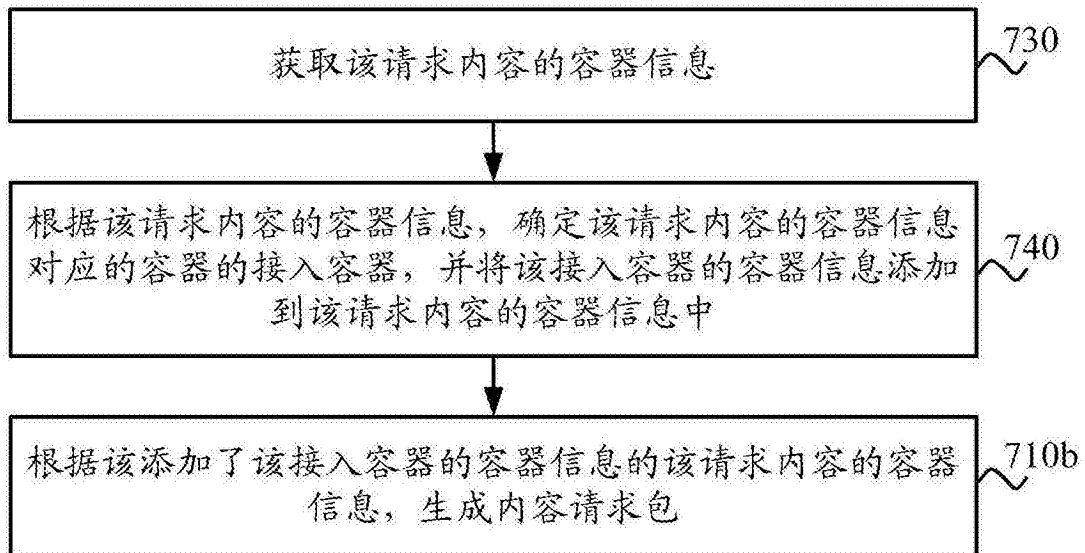 获取该请求内容的容器信息
730
根据该请求内容的容器信息，确定该请求内容的容器信息
对应的容器的接入容器，并将该接入容器的容器信息添加
到该请求内容的容器信息中
740
根据该添加了该接入容器的容器信息的该请求内容的容器
信息，生成内容请求包
710b